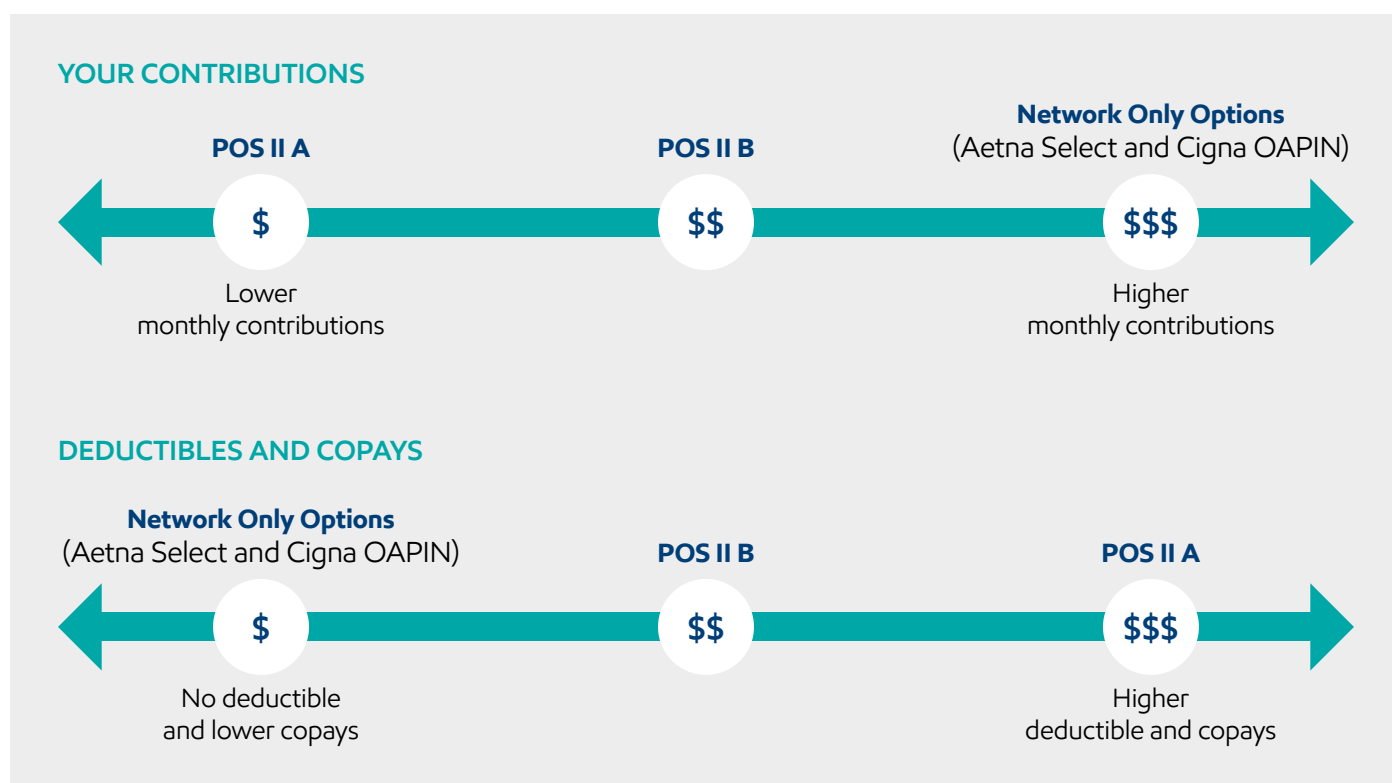 YOUR CONTRIBUTIONS
POS II A
POS II B
Network Only Options
(Aetna Select and Cigna OAPIN)
$
$$
$$$
Lower
monthly contributions
Higher
monthly contributions
DEDUCTIBLES AND COPAYS
Network Only Options
(Aetna Select and Cigna OAPIN)
POS II B
POS II A
$
$$
$$$
No deductible
and lower copays
Higher
deductible and copays